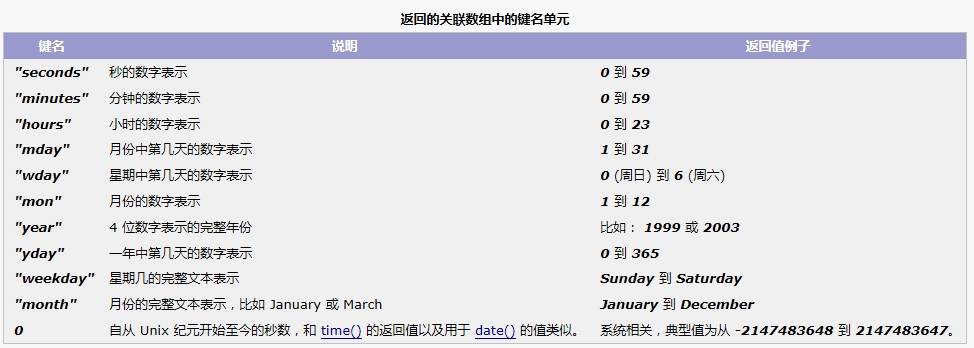 返回的关联数组中的键名单元
键名 说明 返回值例子
"seconds" 秒的数字表示 0 到 59
"minutes" 分钟的数字表示 0 到 59
"hours" 小时的数字表示 0 到 23
"mday" 月份中第几天的数字表示 1 到 31
"wday" 星期中第几天的数字表示 0 (周日) 到 6 (周六)
"mon" 月份的数字表示 1 到 12
"year" 4 位数字表示的完整年份 比如： 1999 或 2003
"yday" 一年中第几天的数字表示 0 到 365
"weekday" 星期几的完整文本表示 Sunday 到 Saturday
"month" 月份的完整文本表示，比如 January 或 March January 到 December
0 自从 Unix 纪元开始至今的秒数，和 time() 的返回值以及用于 date() 的值类似。 系统相关，典型值为从 -2147483648 到 2147483647。